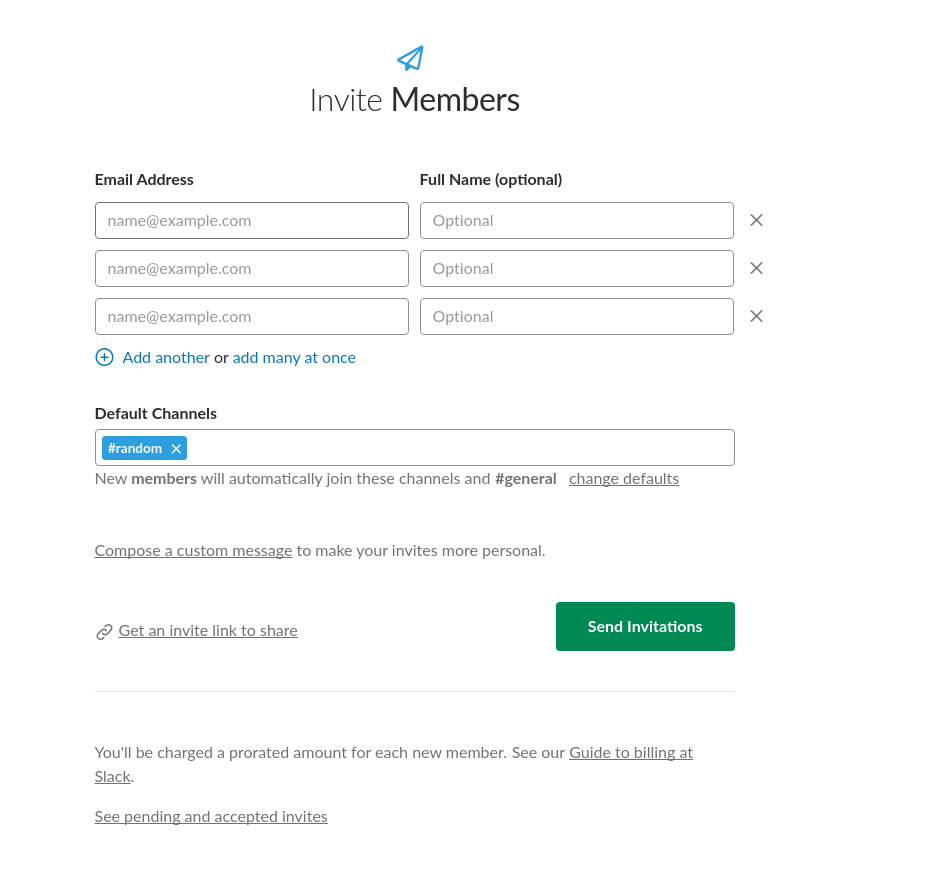 Invite Members
Email Address Full Name (optional)
name@example.com Optional
name@example.com Optional
name@example.com Optional
Add another or add many at once
Default Channels
#random
New members will automatically join these channels and #general change defaults
Compose a custom message to make your invites more personal.
Get an invite link to share Send Invitations
You'll be charged a prorated amount for each new member. See our Guide to billing at
Slack.
See pending and accepted invites